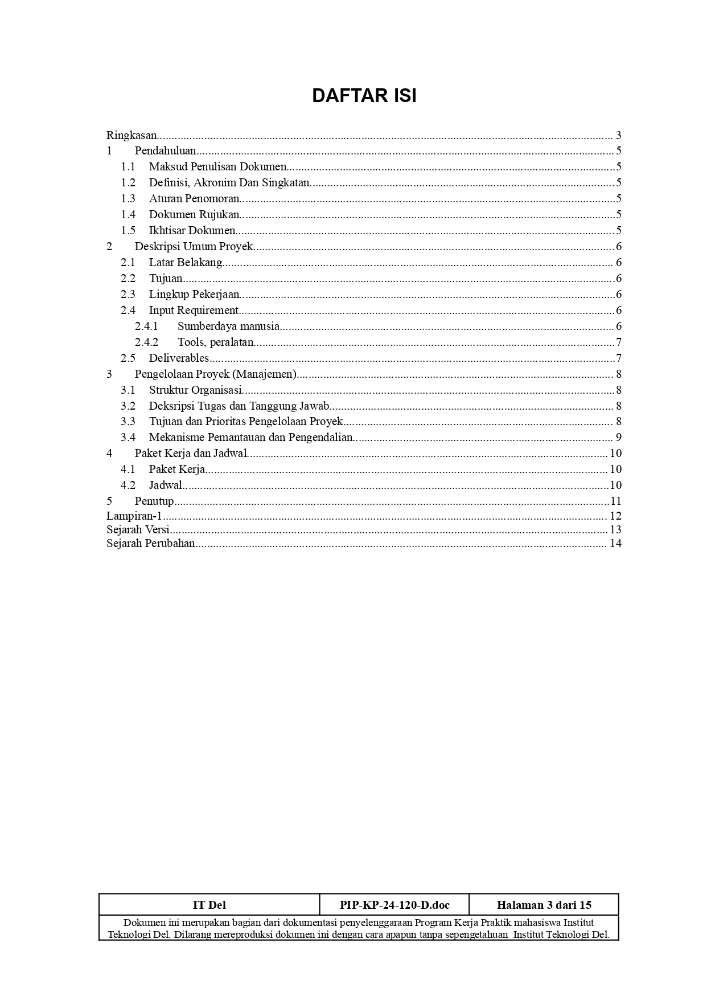 DAFTAR ISI
Ringkasan.......... 3
1 Pendahuluan.......... 5
1.1 Maksud Penulisan Dokumen.......... 5
1.2 Definisi, Akronim Dan Singkatan.......... 5
1.3 Aturan Penomoran.......... 5
1.4 Dokumen Rujukan.......... 5
1.5 Ikhtisar Dokumen.......... 5
2 Deskripsi Umum Proyek.......... 6
2.1 Latar Belakang.......... 6
2.2 Tujuan.......... 6
2.3 Lingkup Pekerjaan.......... 6
2.4 Input Requirement.......... 6
2.4.1 Sumberdaya manusia.......... 6
2.4.2 Tools, peralatan.......... 7
2.5 Deliverables.......... 7
3 Pengelolaan Proyek (Manajemen).......... 8
3.1 Struktur Organisasi.......... 8
3.2 Deksripsi Tugas dan Tanggung Jawab.......... 8
3.3 Tujuan dan Prioritas Pengelolaan Proyek.......... 8
3.4 Mekanisme Pemantauan dan Pengendalian.......... 9
4 Paket Kerja dan Jadwal.......... 10
4.1 Paket Kerja.......... 10
4.2 Jadwal.......... 10
5 Penutup.......... 11
Lampiran-1.......... 12
Sejarah Versi.......... 13
Sejarah Perubahan.......... 14
IT Del PIP-KP-24-120-D.doc Halaman 3 dari 15
Dokumen ini merupakan bagian dari dokumentasi penyelenggaraan Program Kerja Praktik mahasiswa Institut
Teknologi Del. Dilarang mereproduksi dokumen ini dengan cara apapun tanpa sepengetahuan Institut Teknologi Del.